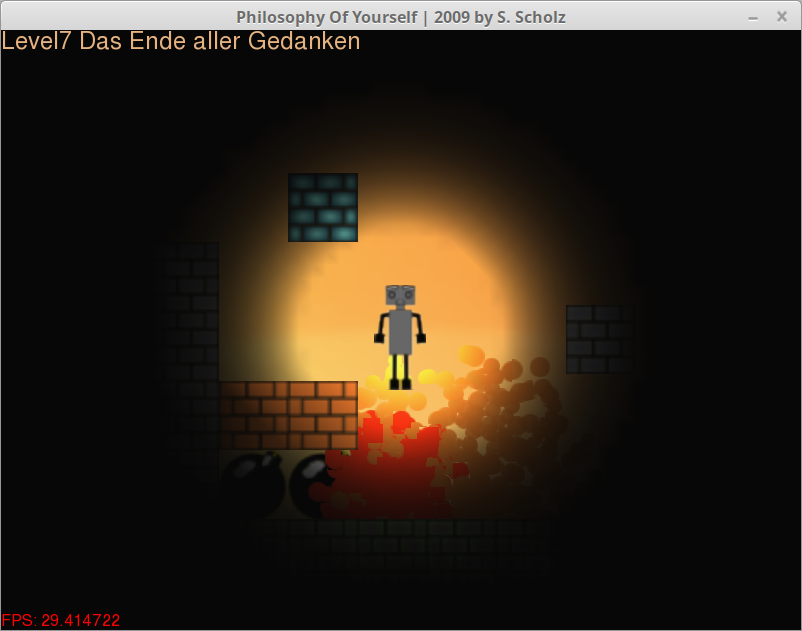 Philosophy Of Yourself | 2009 by S. Scholz
Level7 Das Ende aller Gedanken
FPS: 29.414722